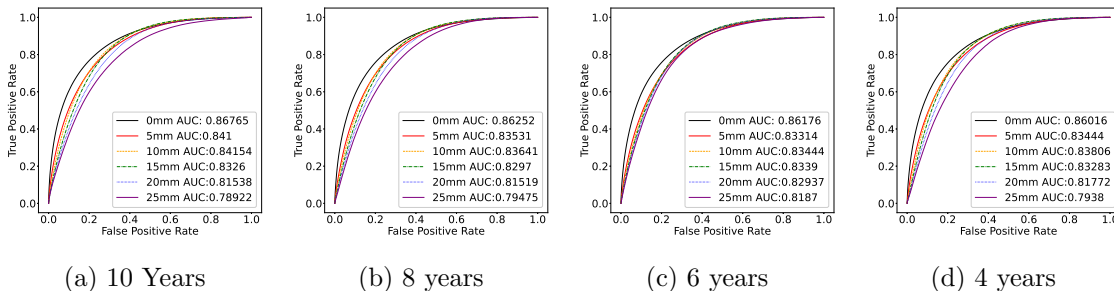 1.0
0.8
0.6
0.4
0.2
0.0
True Positive Rate
0mm AUC: 0.86765
5mm AUC:0.841
10mm AUC:0.84154
15mm AUC:0.8326
20mm AUC:0.81538
25mm AUC:0.78922
0.0 0.2 0.4 0.6 0.8 1.0
False Positive Rate
(a) 10 Years
1.0
0.8
0.6
0.4
0.2
0.0
True Positive Rate
0mm AUC: 0.86252
5mm AUC:0.83531
10mm AUC:0.83641
15mm AUC:0.8297
20mm AUC:0.81519
25mm AUC:0.79475
0.0 0.2 0.4 0.6 0.8 1.0
False Positive Rate
(b) 8 years
1.0
0.8
0.6
0.4
0.2
0.0
True Positive Rate
0mm AUC: 0.86176
5mm AUC:0.83314
10mm AUC:0.83444
15mm AUC:0.8339
20mm AUC:0.82937
25mm AUC:0.8187
0.0 0.2 0.4 0.6 0.8 1.0
False Positive Rate
(c) 6 years
1.0
0.8
0.6
0.4
0.2
0.0
True Positive Rate
0mm AUC: 0.86016
5mm AUC:0.83444
10mm AUC:0.83806
15mm AUC:0.83283
20mm AUC:0.81772
25mm AUC:0.7938
0.0 0.2 0.4 0.6 0.8 1.0
False Positive Rate
(d) 4 years